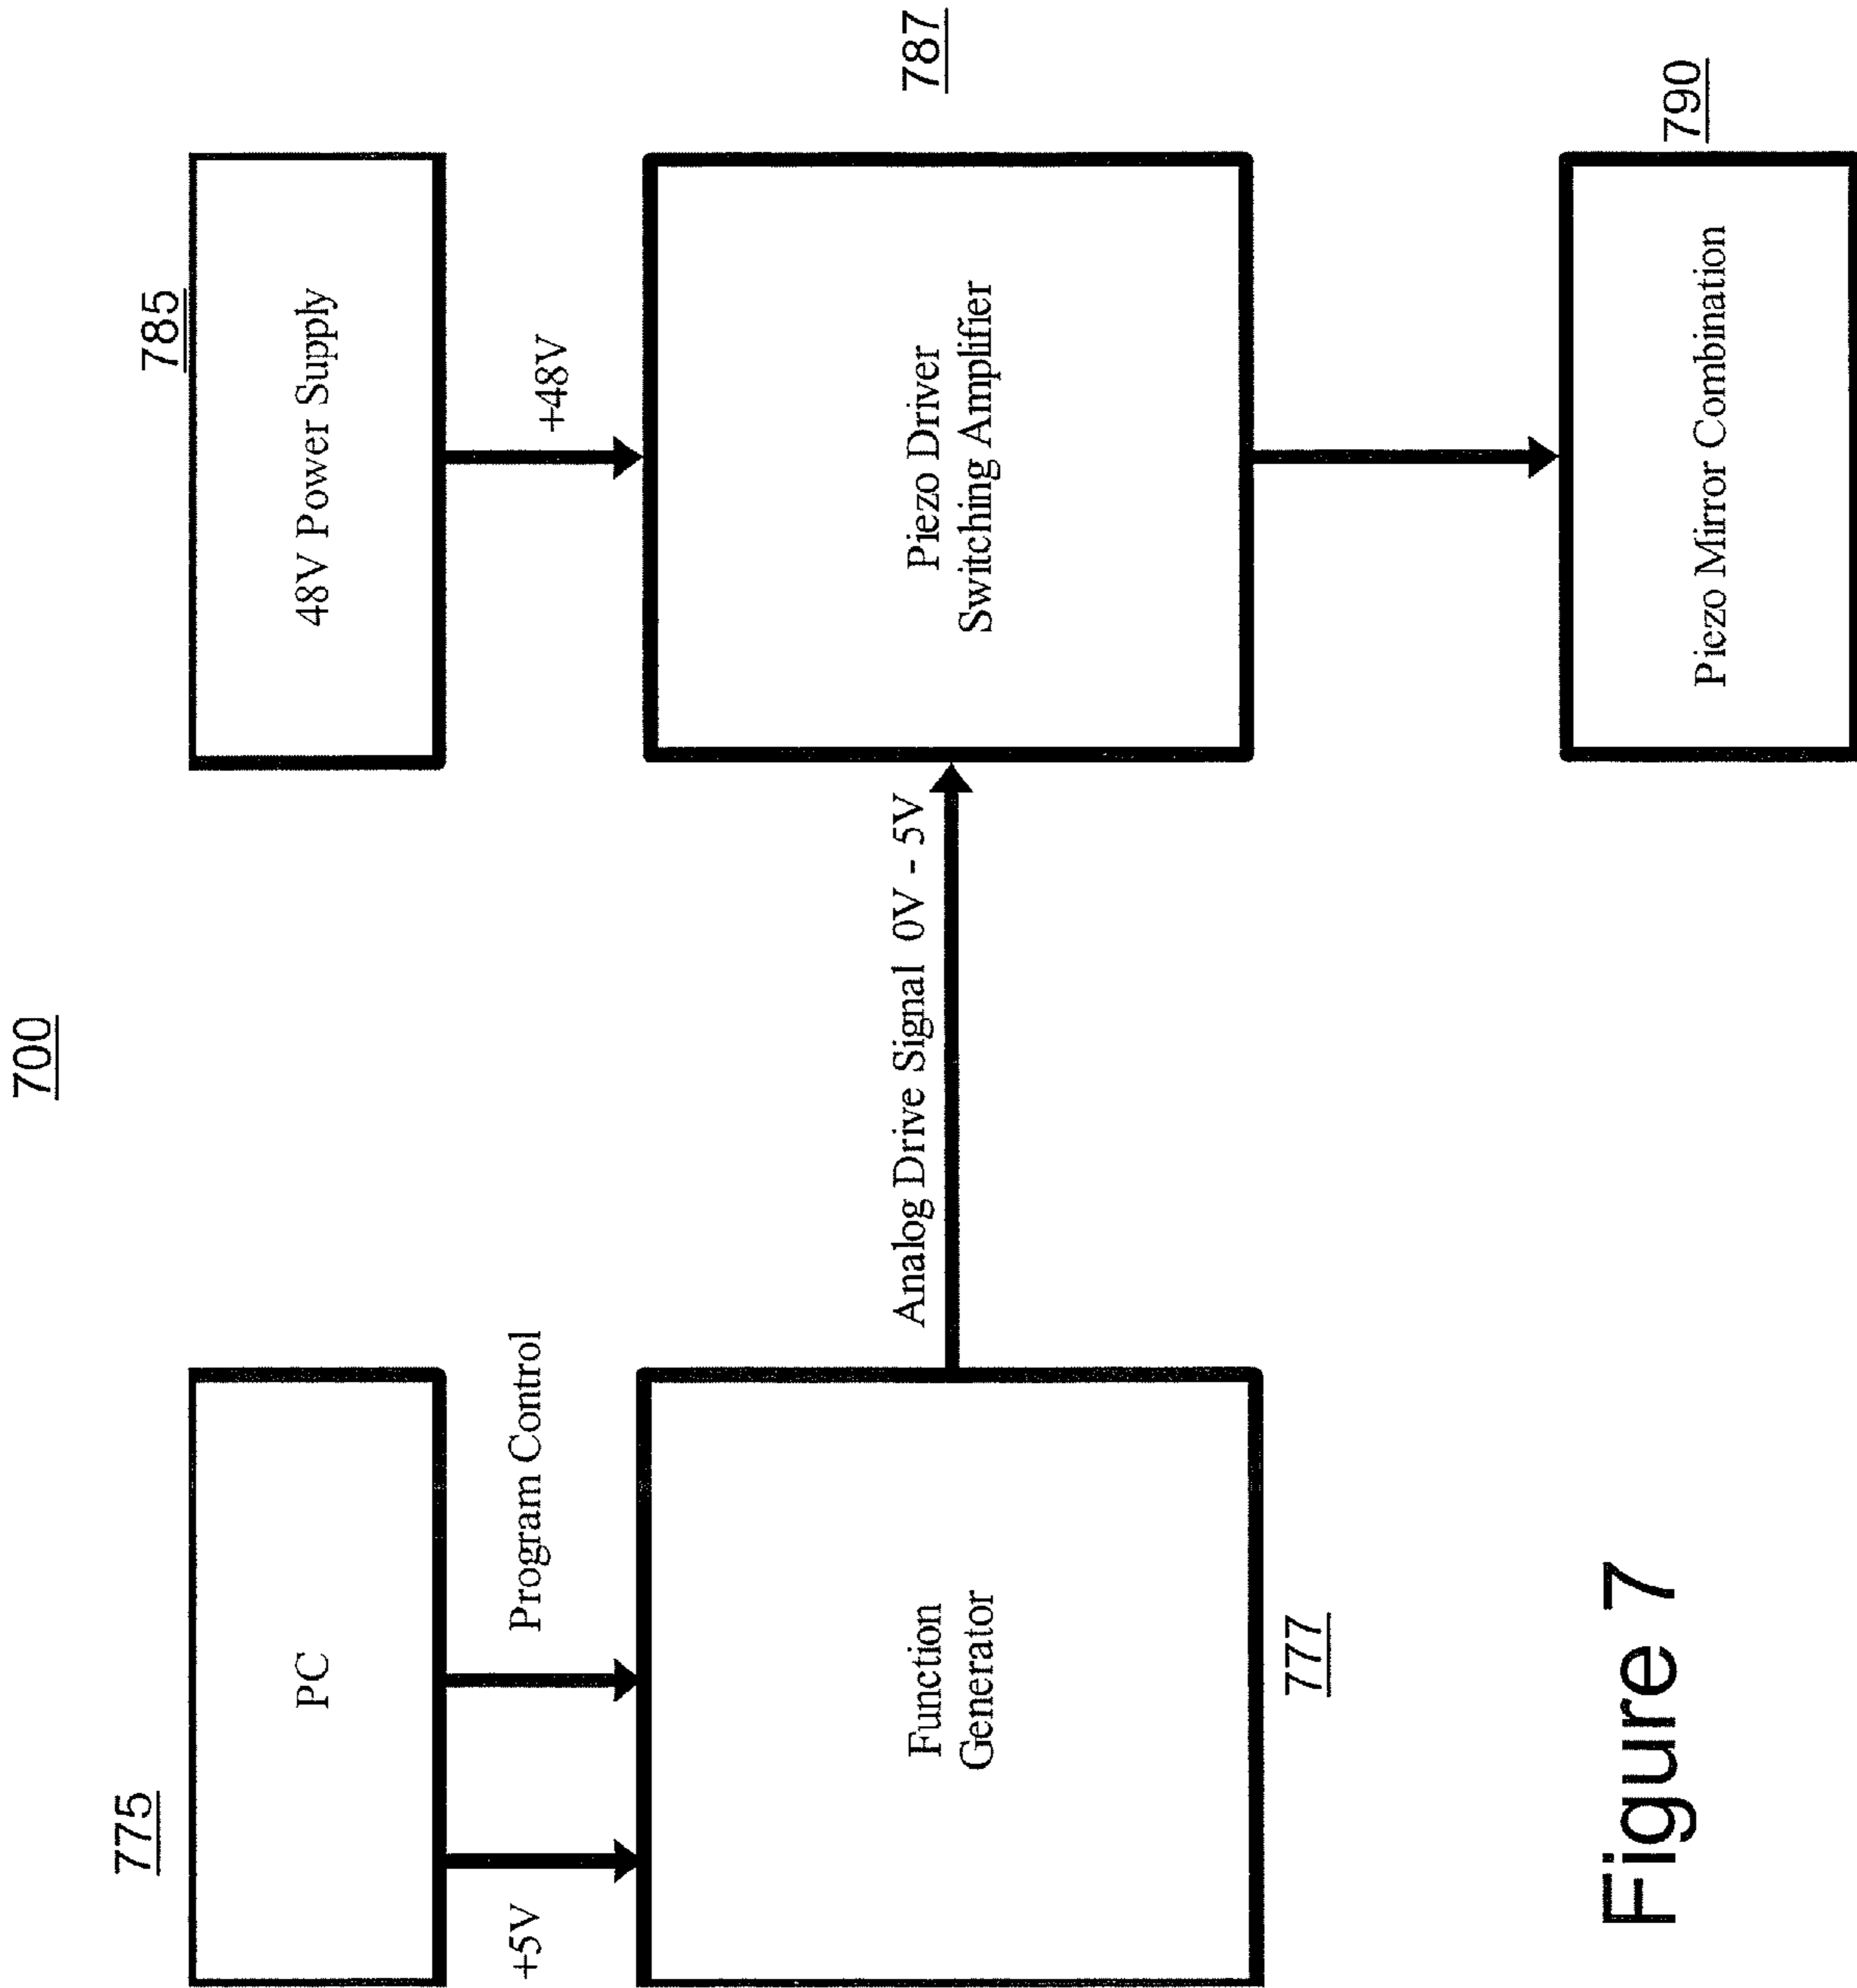 700
775
PC
+5V
Program Control
Function
Generator
777
Analog Drive Signal 0V - 5V
785
48V Power Supply
+48V
787
Piezo Driver
Switching Amplifier
790
Piezo Mirror Combination
Figure 7